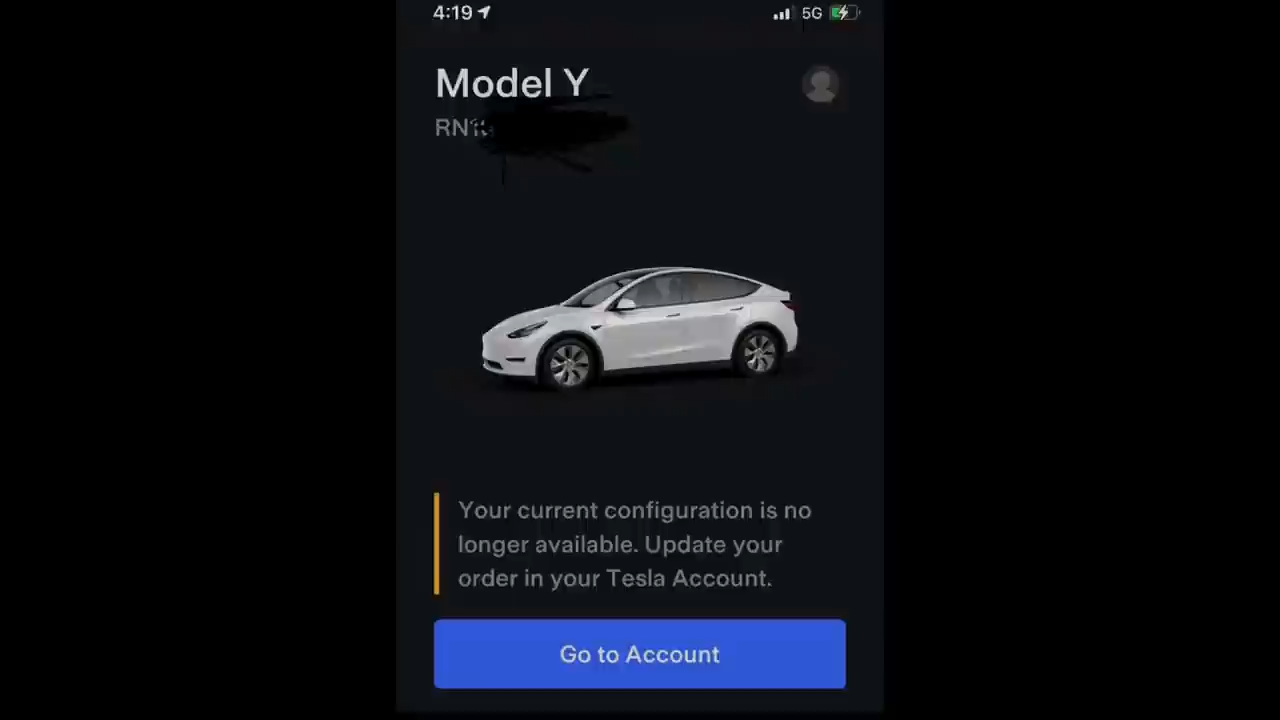 4:19
5G
Model Y
Your current configuration is no
longer available. Update your
order in your Tesla Account.
Go to Account